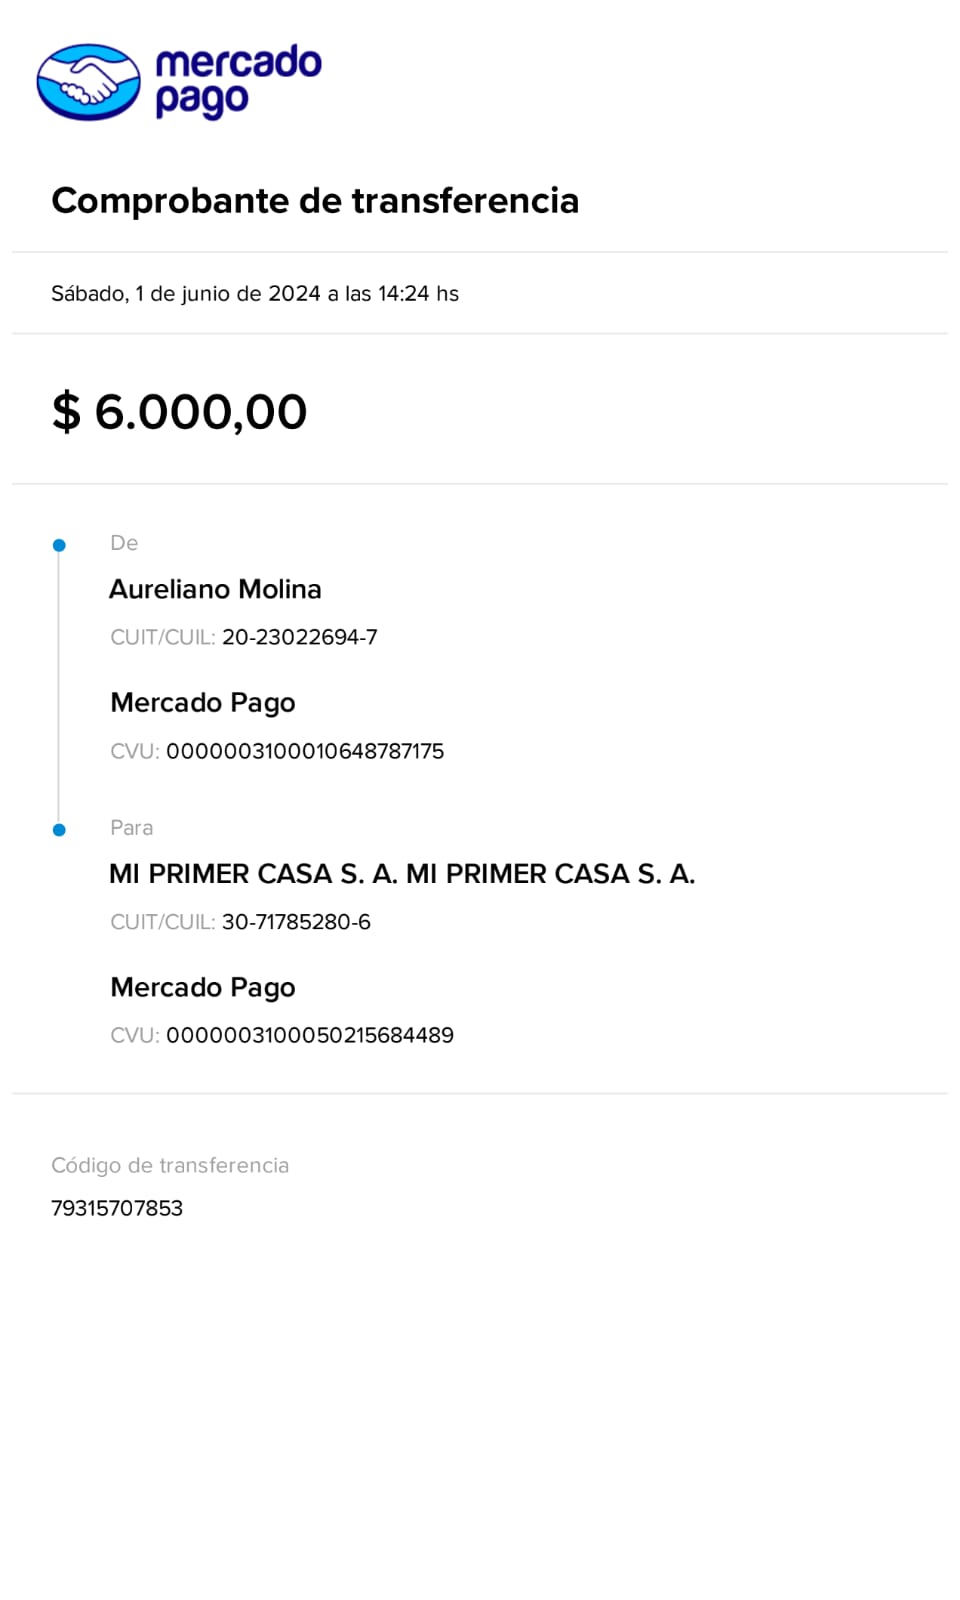 mercado
pago
Comprobante de transferencia
Sábado, 1 de junio de 2024 a las 14:24 hs
$ 6.000,00
De
Aureliano Molina
CUIT/CUIL: 20-23022694-7
Mercado Pago
CVU: 0000003100010648787175
Para
MI PRIMER CASA S. A. MI PRIMER CASA S. A.
CUIT/CUIL: 30-71785280-6
Mercado Pago
CVU: 0000003100050215684489
Código de transferencia
79315707853